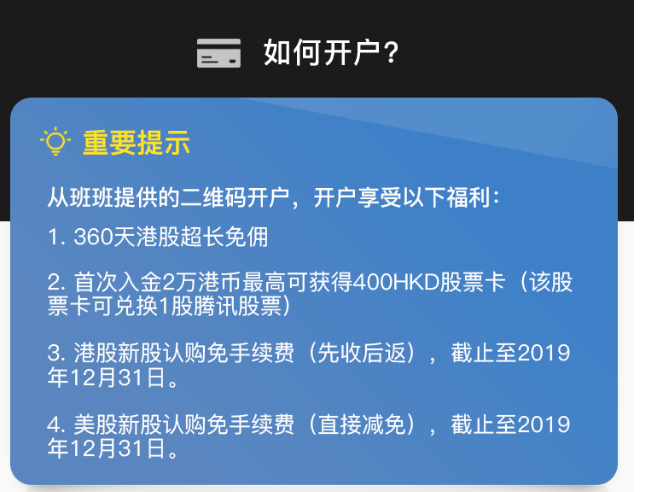 如何开户?
重要提示
从班班提供的二维码开户，开户享受以下福利：
1. 360天港股超长免佣
2. 首次入金2万港币最高可获得400HKD股票卡（该股
票卡可兑换1股腾讯股票）
3. 港股新股认购免手续费（先收后返），截止至2019
年12月31日。
4. 美股新股认购免手续费（直接减免），截止至2019
年12月31日。